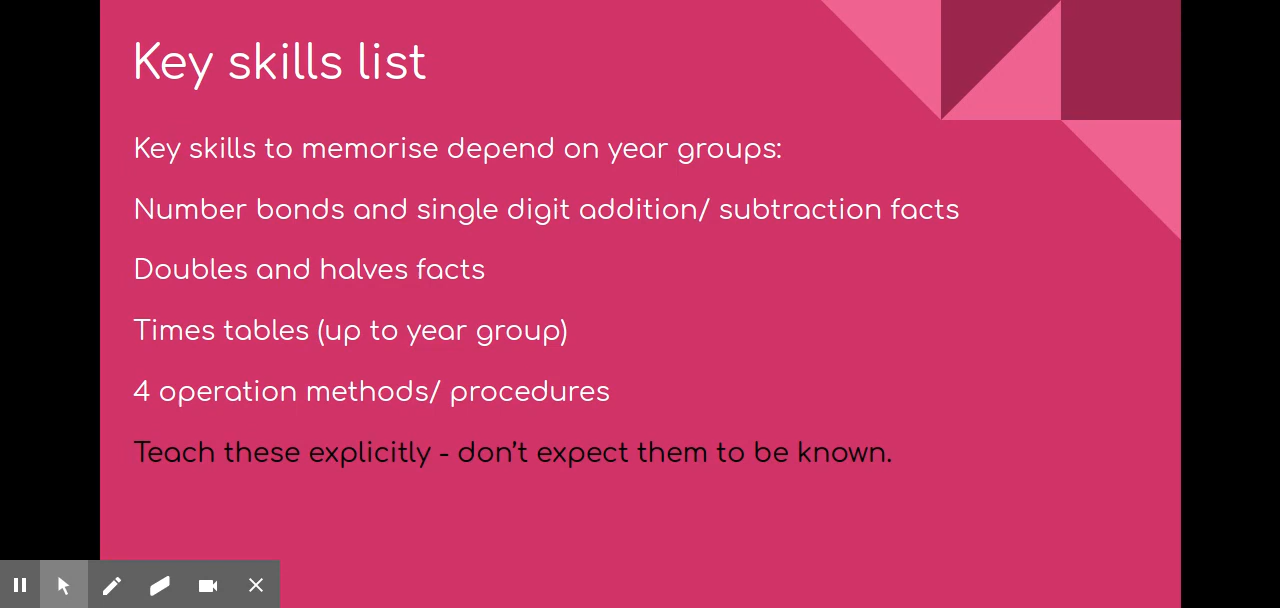 Key skills list
Key skills to memorise depend on year groups:
Number bonds and single digit addition/ subtraction facts
Doubles and halves facts
Times tables (up to year group)
4 operation methods/ procedures
Teach these explicitly - don’t expect them to be known.